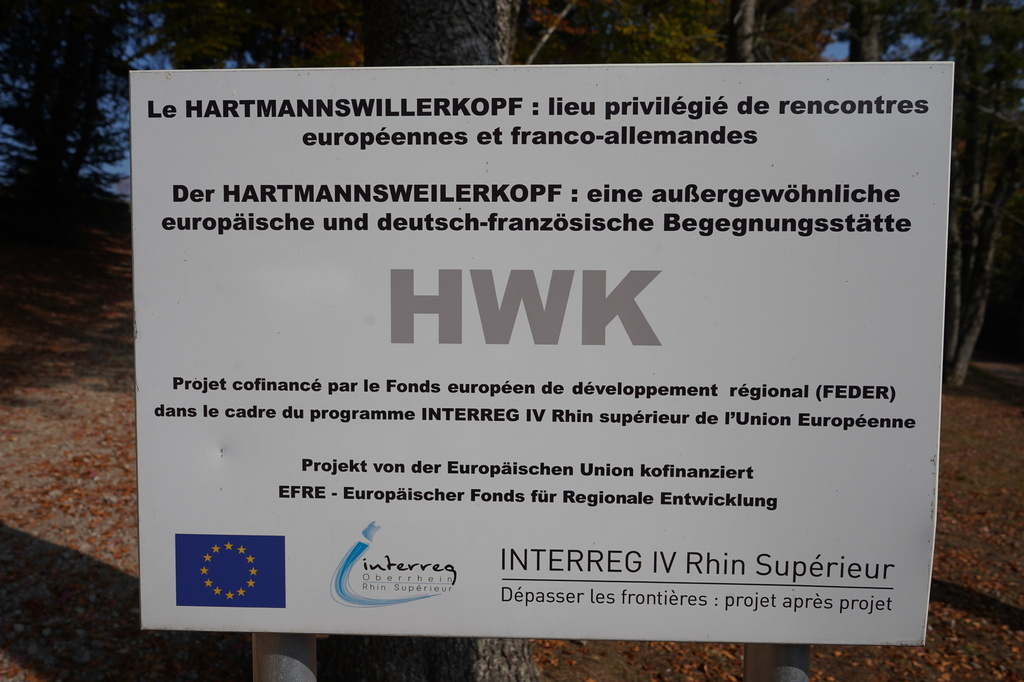 Le HARTMANNSWILLERKOPF : lieu privilégié de rencontres
européennes et franco-allemandes
Der HARTMANNSWEILERKOPF : eine außergewöhnliche
europäische und deutsch-französische Begegnungsstätte
HWK
Projet cofinancé par le Fonds européen de développement régional (FEDER)
dans le cadre du programme INTERREG IV Rhin supérieur de l'Union Européenne
Projekt von der Europäischen Union kofinanziert
EFRE - Europäischer Fonds für Regionale Entwicklung
interreg
Oberrhein
Rhin Supérieur
INTERREG IV Rhin Supérieur
Dépasser les frontières : projet après projet